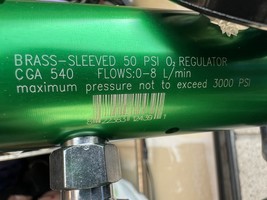 BRASS-SLEEVED 50 PSI O₂ REGULATOR
CGA 540 FLOWS:0-8 L/min
maximum pressure not to exceed 3000 PSI